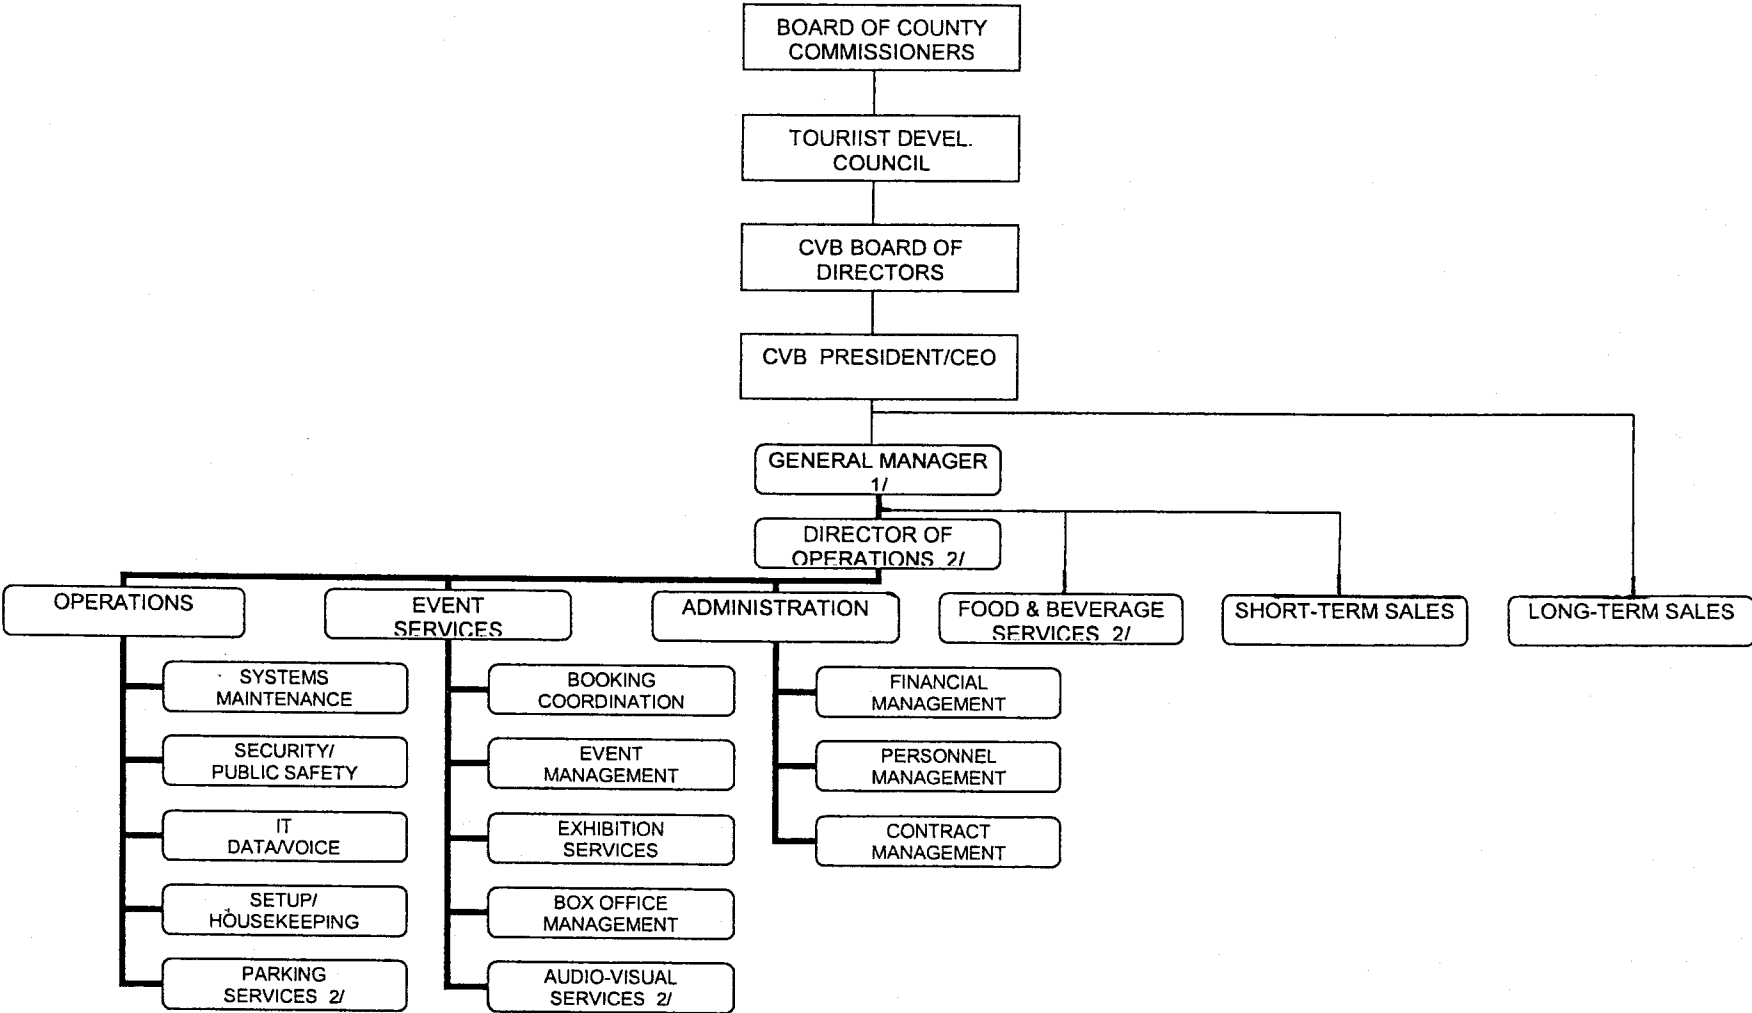 BOARD OF COUNTY
COMMISSIONERS
TOURIIST DEVEL.
COUNCIL
CVB BOARD OF
DIRECTORS
CVB PRESIDENT/CEO
GENERAL MANAGER
1/
DIRECTOR OF
OPERATIONS 2/
OPERATIONS
EVENT
SERVICES
ADMINISTRATION
FOOD & BEVERAGE
SERVICES 2/
SHORT-TERM SALES
LONG-TERM SALES
SYSTEMS
MAINTENANCE
SECURITY/
PUBLIC SAFETY
IT
DATA/VOICE
SETUP/
HOUSEKEEPING
PARKING
SERVICES 2/
BOOKING
COORDINATION
EVENT
MANAGEMENT
EXHIBITION
SERVICES
BOX OFFICE
MANAGEMENT
AUDIO-VISUAL
SERVICES 2/
FINANCIAL
MANAGEMENT
PERSONNEL
MANAGEMENT
CONTRACT
MANAGEMENT